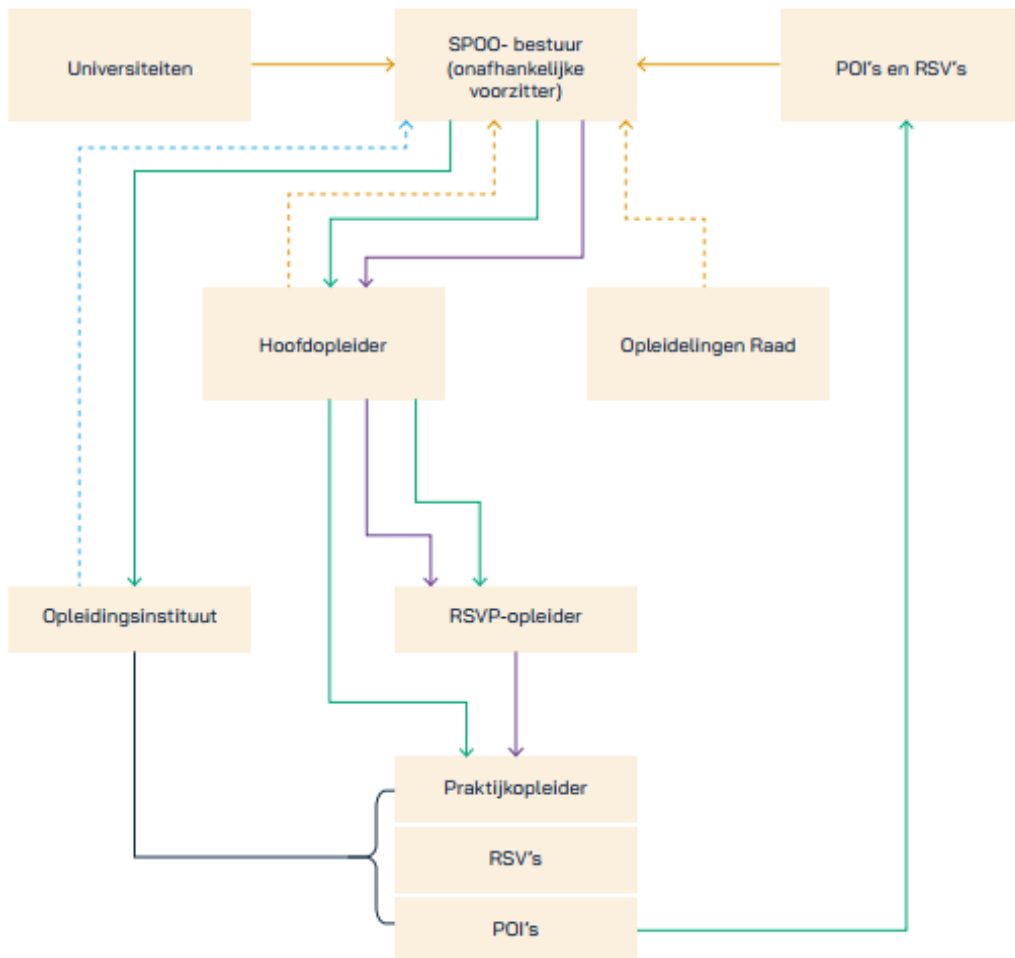 Universiteiten
SPOO- bestuur
(onafhankelijke
voorzitter)
POI's en RSV's
Hoofdopleider
Opleidelingen Raad
Opleidingsinstituut
RSVP-opleider
Praktijkopleider
RSV's
POI's